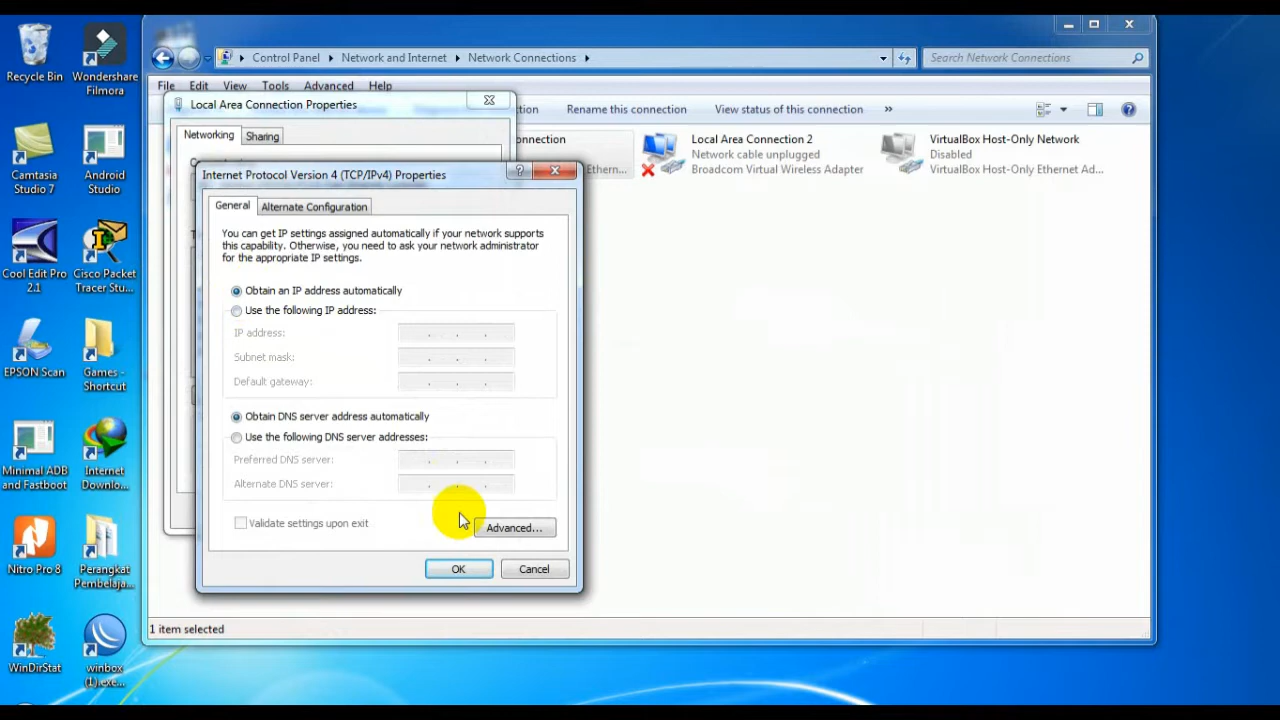 Recycle Bin
Wondershare
Filmora
Camtasia
Studio 7
Android
Studio
Cool Edit Pro
2.1
Cisco Packet
Tracer Stu...
EPSON Scan
Games -
Shortcut
Minimal ADB
and Fastboot
Internet
Downlo...
Nitro Pro 8
Perangkat
Pembelaja...
WinDirStat
winbox
(1).exe...
Control Panel Network and Internet Network Connections
Search Network Connections
File Edit View Tools Advanced Help
Rename this connection View status of this connection »
Local Area Connection 2
Network cable unplugged
Broadcom Virtual Wireless Adapter
VirtualBox Host-Only Network
Disabled
VirtualBox Host-Only Ethernet Ad...
Local Area Connection Properties
Networking Sharing
Internet Protocol Version 4 (TCP/IPv4) Properties
General Alternate Configuration
You can get IP settings assigned automatically if your network supports
this capability. Otherwise, you need to ask your network administrator
for the appropriate IP settings.
Obtain an IP address automatically
Use the following IP address:
IP address:
Subnet mask:
Default gateway:
Obtain DNS server address automatically
Use the following DNS server addresses:
Preferred DNS server:
Alternate DNS server:
Validate settings upon exit
Advanced...
OK Cancel
1 item selected